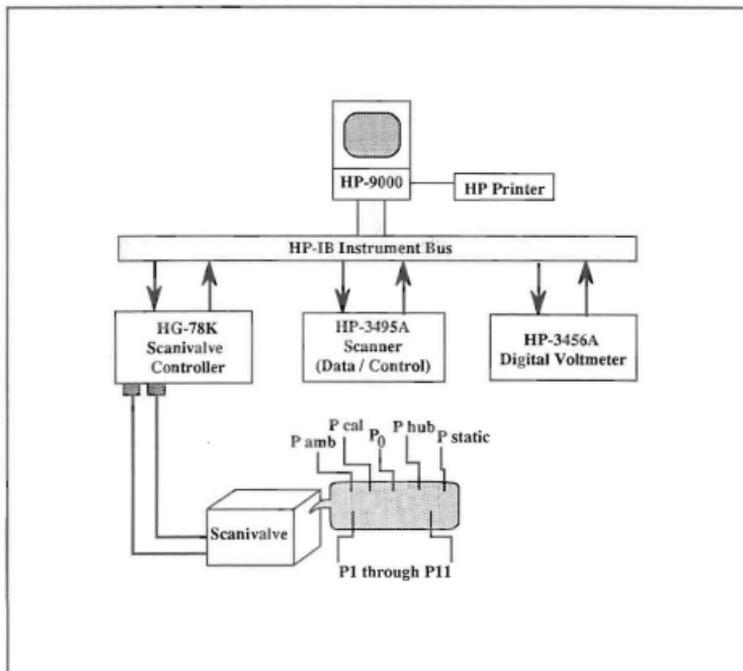 HP-9000
HP Printer
HP-IB Instrument Bus
HG-78K
Scanivalve
Controller
HP-3495A
Scanner
(Data / Control)
HP-3456A
Digital Voltmeter
P amb
P cal
P0
P hub
P static
Scanivalve
P1 through P11